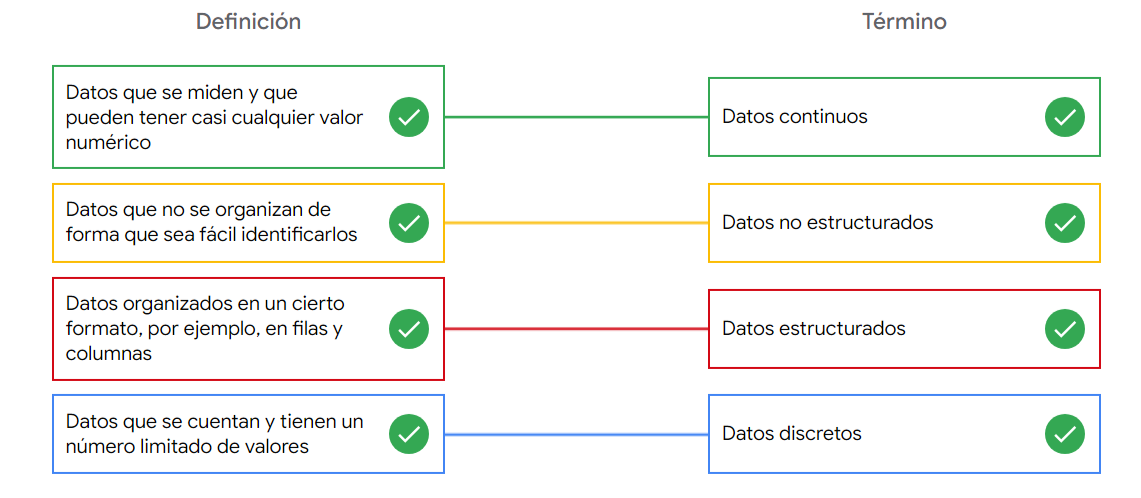 Definición
Término
Datos que se miden y que
pueden tener casi cualquier valor
numérico
Datos continuos
Datos que no se organizan de
forma que sea fácil identificarlos
Datos no estructurados
Datos organizados en un cierto
formato, por ejemplo, en filas y
columnas
Datos estructurados
Datos que se cuentan y tienen un
número limitado de valores
Datos discretos